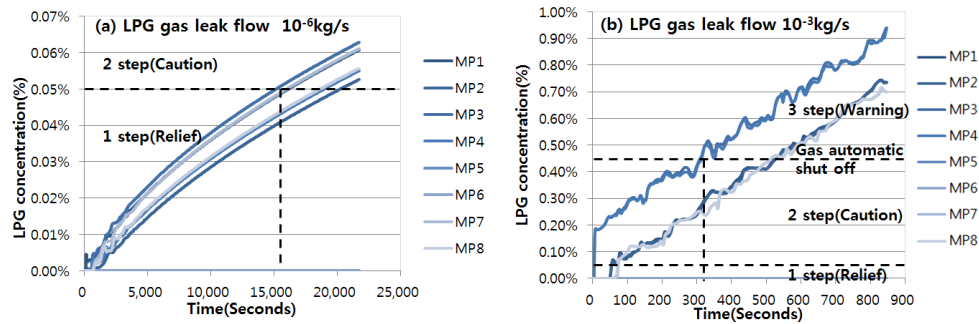 (a) LPG gas leak flow 10-6kg/s
0.07%
0.06%
0.05%
0.04%
0.03%
0.02%
0.01%
0.00%
LPG concentration(%)
2 step(Caution)
1 step(Relief)
0
5,000
10,000
15,000
20,000
25,000
Time(Seconds)
MP1
MP2
MP3
MP4
MP5
MP6
MP7
MP8
(b) LPG gas leak flow 10-3kg/s
1.00%
0.90%
0.80%
0.70%
0.60%
0.50%
0.40%
0.30%
0.20%
0.10%
0.00%
LPG concentration(%)
3 step(Warning)
Gas automatic
shut off
2 step(Caution)
1 step(Relief)
0
100
200
300
400
500
600
700
800
900
Time(Seconds)
MP1
MP2
MP3
MP4
MP5
MP6
MP7
MP8